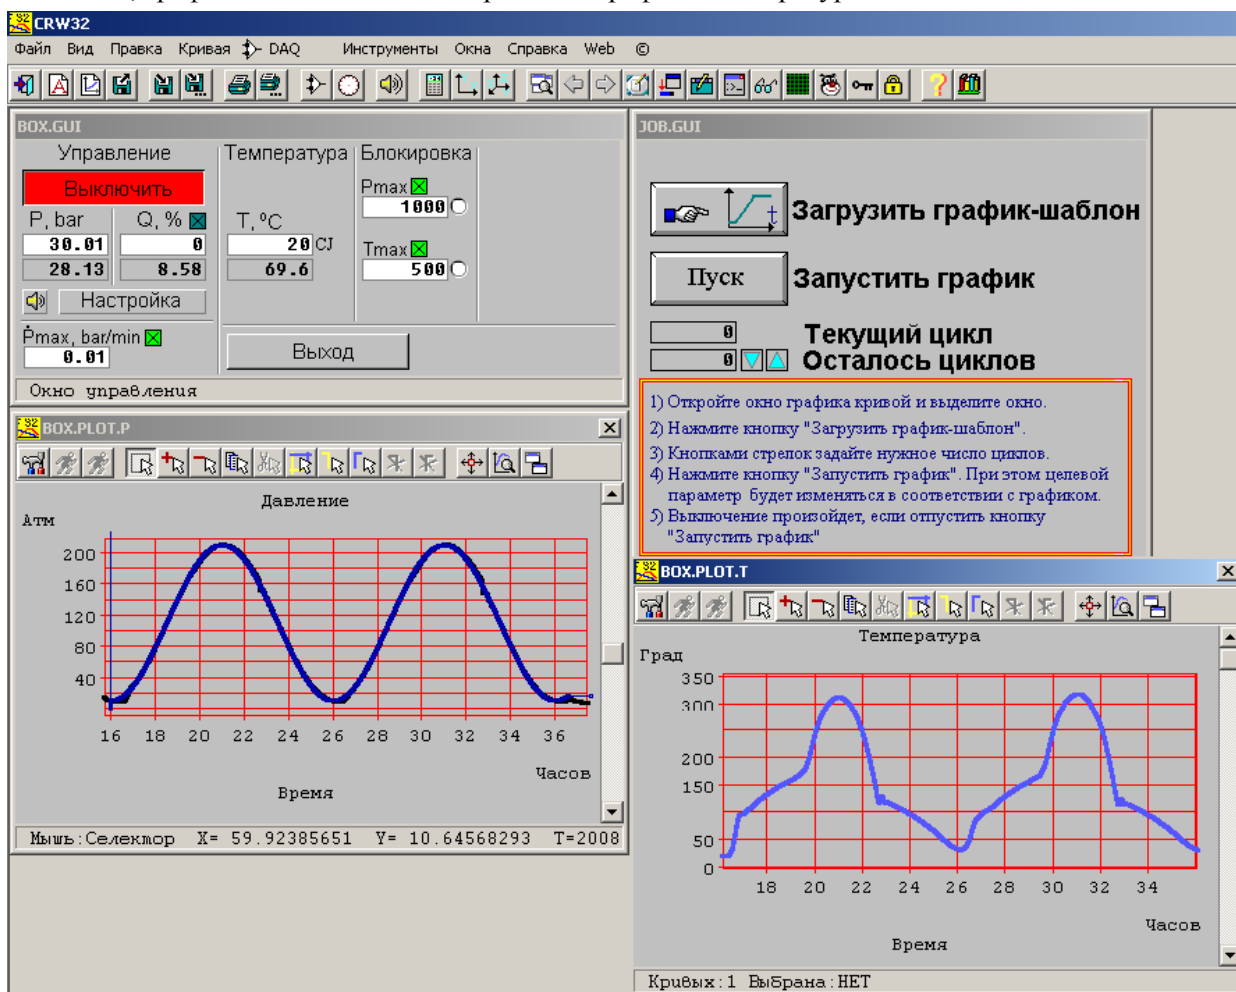 CRW32
Файл Вид Правка Кривая DAQ Инструменты Окна Справка Web ©
BOX.GUI
Управление Температура Блокировка
Выключить
Pmax
1000
P, bar Q, % T, ºC
30.01 0 20 CJ
Tmax
500
28.13 8.58 69.6
Настройка
Ṗmax, bar/min
0.01
Выход
Окно управления
JOB.GUI
Загрузить график-шаблон
Пуск Запустить график
0 Текущий цикл
0 Осталось циклов
1) Откройте окно графика кривой и выделите окно.
2) Нажмите кнопку "Загрузить график-шаблон".
3) Кнопками стрелок задайте нужное число циклов.
4) Нажмите кнопку "Запустить график". При этом целевой
параметр будет изменяться в соответствии с графиком.
5) Выключение произойдет, если отпустить кнопку
"Запустить график"
BOX.PLOT.P
Давление
Атм
200
160
120
80
40
16 18 20 22 24 26 28 30 32 34 36
Часов
Время
Мышь:Селектор X= 59.92385651 Y= 10.64568293 T=2008
BOX.PLOT.T
Температура
Град
350
300
200
150
50
0
18 20 22 24 26 28 30 32 34
Часов
Время
Кривых:1 Выбрана:НЕТ